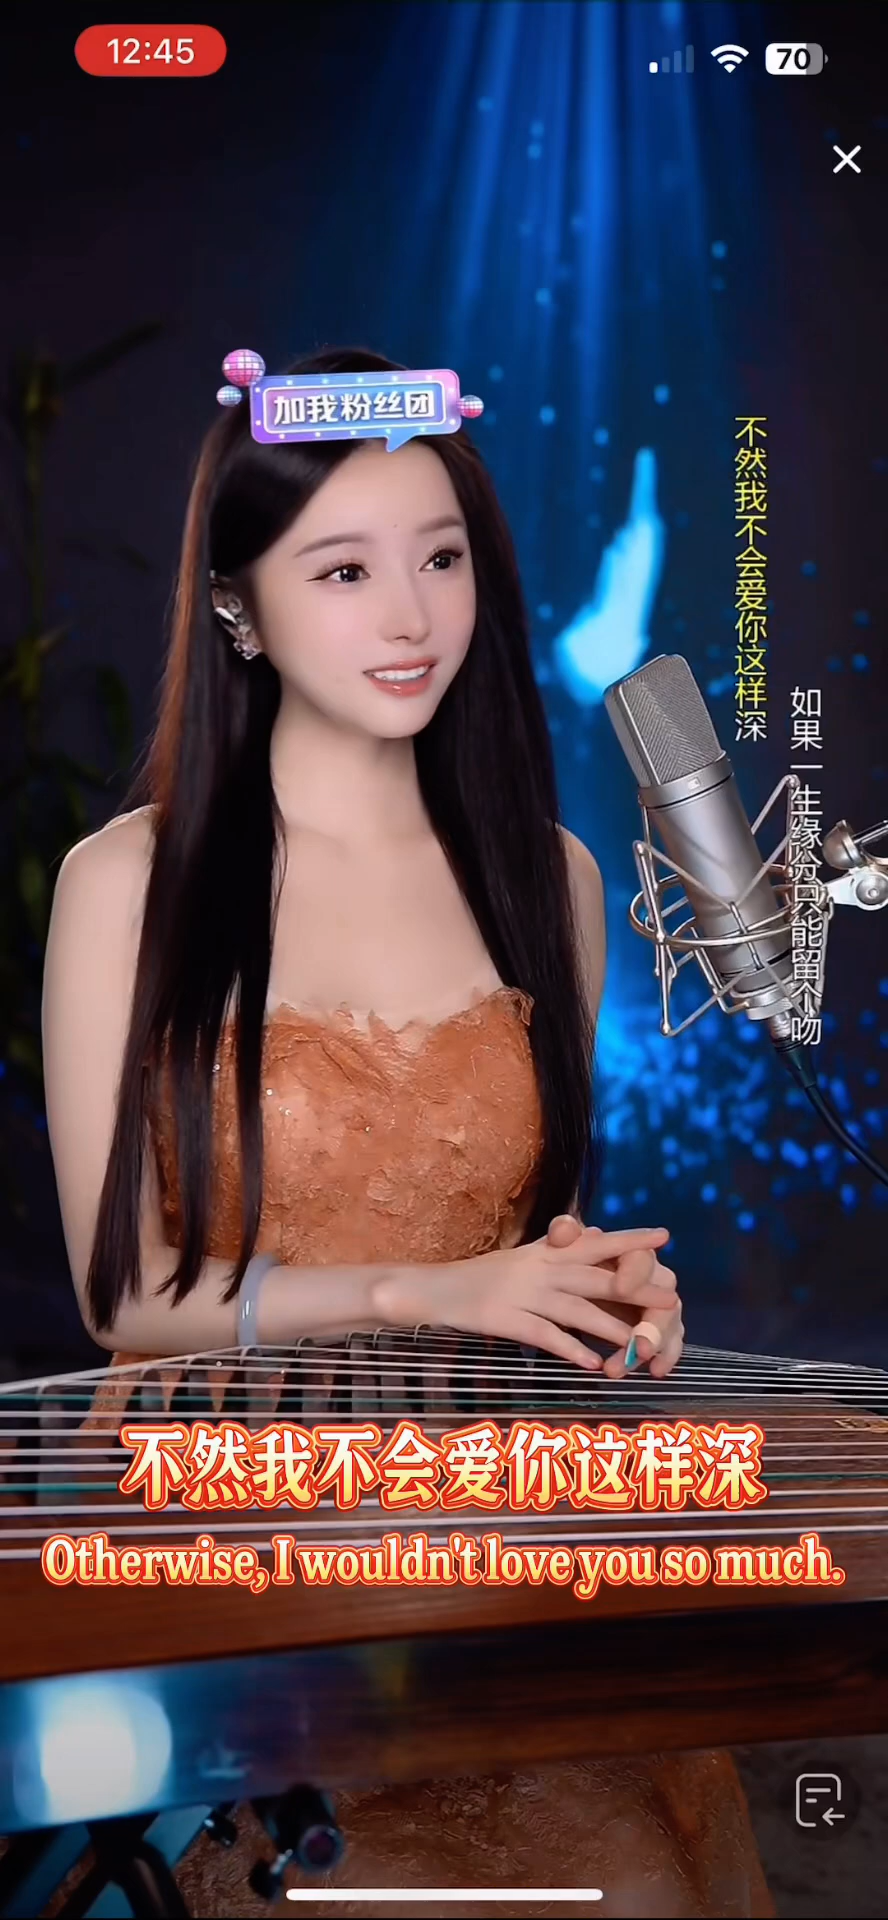 12:45
70
加我粉丝团
不然我不会爱你这样深
如果一生缘分只能留个吻
不然我不会爱你这样深
Otherwise, I wouldn't love you so much.